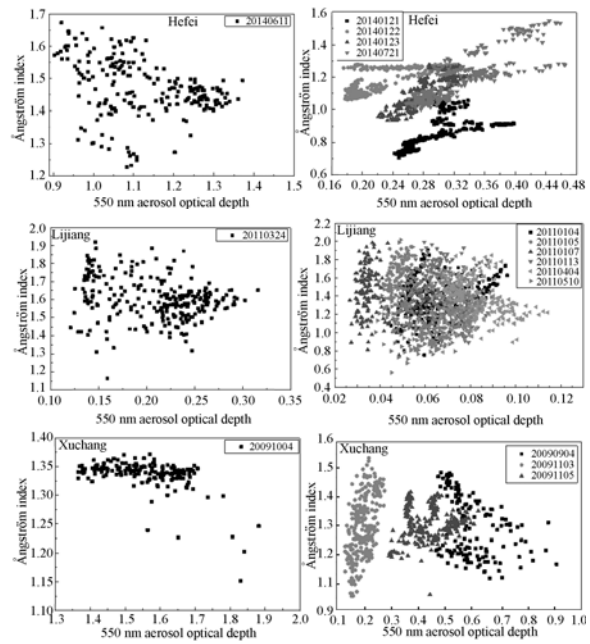 Hefei
20140611
Ångström index
1.7
1.6
1.5
1.4
1.3
1.2
0.9 1.0 1.1 1.2 1.3 1.4 1.5
550 nm aerosol optical depth
Hefei
20140121
20140122
20140123
20140721
Ångström index
1.6
1.4
1.2
1.0
0.8
0.6
0.16 0.20 0.24 0.28 0.32 0.36 0.40 0.44 0.48
550 nm aerosol optical depth
Lijiang
20110324
Ångström index
2.0
1.9
1.8
1.7
1.6
1.5
1.4
1.3
1.2
1.1
0.10 0.15 0.20 0.25 0.30 0.35
550 nm aerosol optical depth
Lijiang
20110104
20110105
20110107
20110113
20110404
20110510
Ångström index
2.4
2.2
2.0
1.8
1.6
1.4
1.2
1.0
0.8
0.6
0.4
0.02 0.04 0.06 0.08 0.10 0.12
550 nm aerosol optical depth
Xuchang
20091004
Ångström index
1.40
1.35
1.30
1.25
1.20
1.15
1.10
1.3 1.4 1.5 1.6 1.7 1.8 1.9 2.0
550 nm aerosol optical depth
Xuchang
20090904
20091103
20091105
Ångström index
1.6
1.5
1.4
1.3
1.2
1.1
1.0
0.9
0.1 0.2 0.3 0.4 0.5 0.6 0.7 0.8 0.9 1.0
550 nm aerosol optical depth